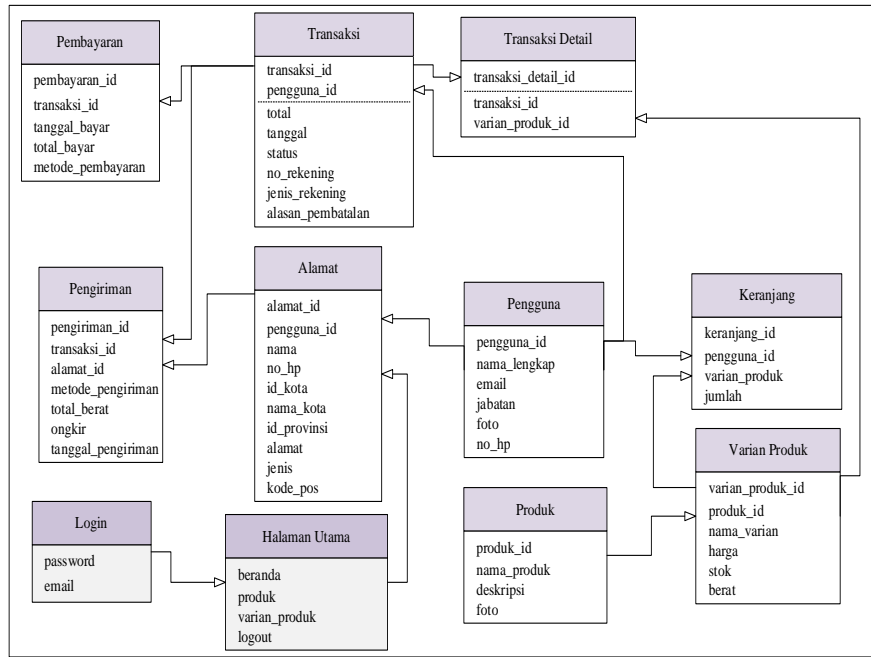 Pembayaran
pembayaran_id
transaksi_id
tanggal_bayar
total_bayar
metode_pembayaran
Transaksi
transaksi_id
pengguna_id
total
tanggal
status
no_rekening
jenis_rekening
alasan_pembatalan
Transaksi Detail
transaksi_detail_id
transaksi_id
varian_produk_id
Pengiriman
pengiriman_id
transaksi_id
alamat_id
metode_pengiriman
total_berat
ongkir
tanggal_pengiriman
Alamat
alamat_id
pengguna_id
nama
no_hp
id_kota
nama_kota
id_provinsi
alamat
jenis
kode_pos
Pengguna
pengguna_id
nama_lengkap
email
jabatan
foto
no_hp
Keranjang
keranjang_id
pengguna_id
varian_produk
jumlah
Login
password
email
Halaman Utama
beranda
produk
varian_produk
logout
Produk
produk_id
nama_produk
deskripsi
foto
Varian Produk
varian_produk_id
produk_id
nama_varian
harga
stok
berat